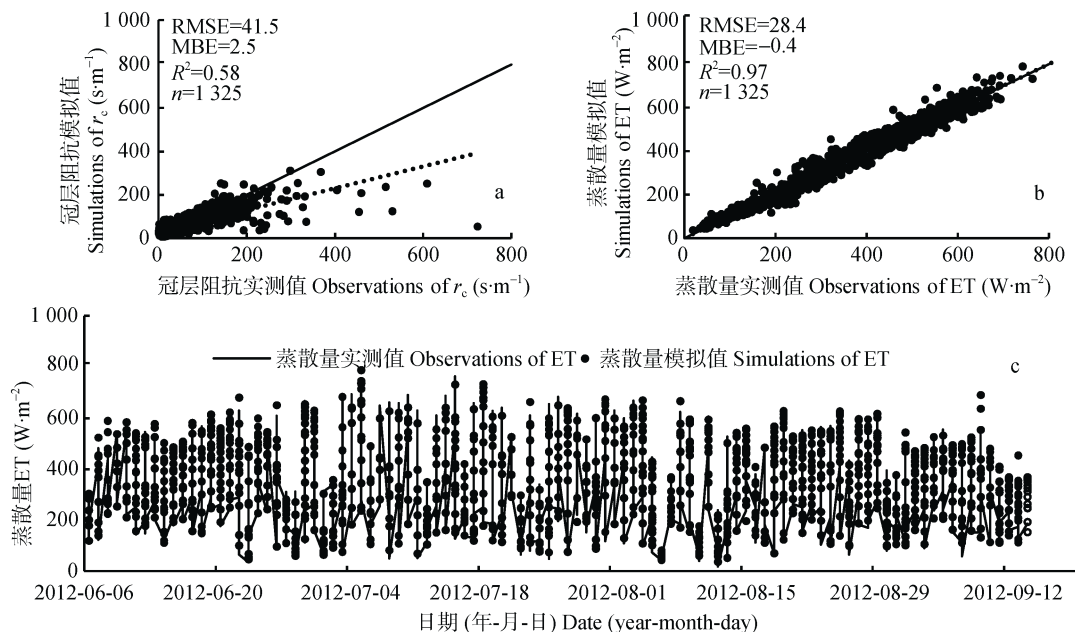 1 000
800
600
400
200
0
RMSE=41.5
MBE=2.5
R²=0.58
n=1 325
a
冠层阻抗模拟值
Simulations of rc (s·m⁻¹)
0 200 400 600 800
冠层阻抗实测值 Observations of rc (s·m⁻¹)
1 000
800
600
400
200
0
RMSE=28.4
MBE=−0.4
R²=0.97
n=1 325
b
蒸散量模拟值
Simulations of ET (W·m⁻²)
0 200 400 600 800
蒸散量实测值 Observations of ET (W·m⁻²)
1 000
800
600
400
200
0
蒸散量实测值 Observations of ET 蒸散量模拟值 Simulations of ET
c
蒸散量ET (W·m⁻²)
2012-06-06 2012-06-20 2012-07-04 2012-07-18 2012-08-01 2012-08-15 2012-08-29 2012-09-12
日期 (年-月-日) Date (year-month-day)